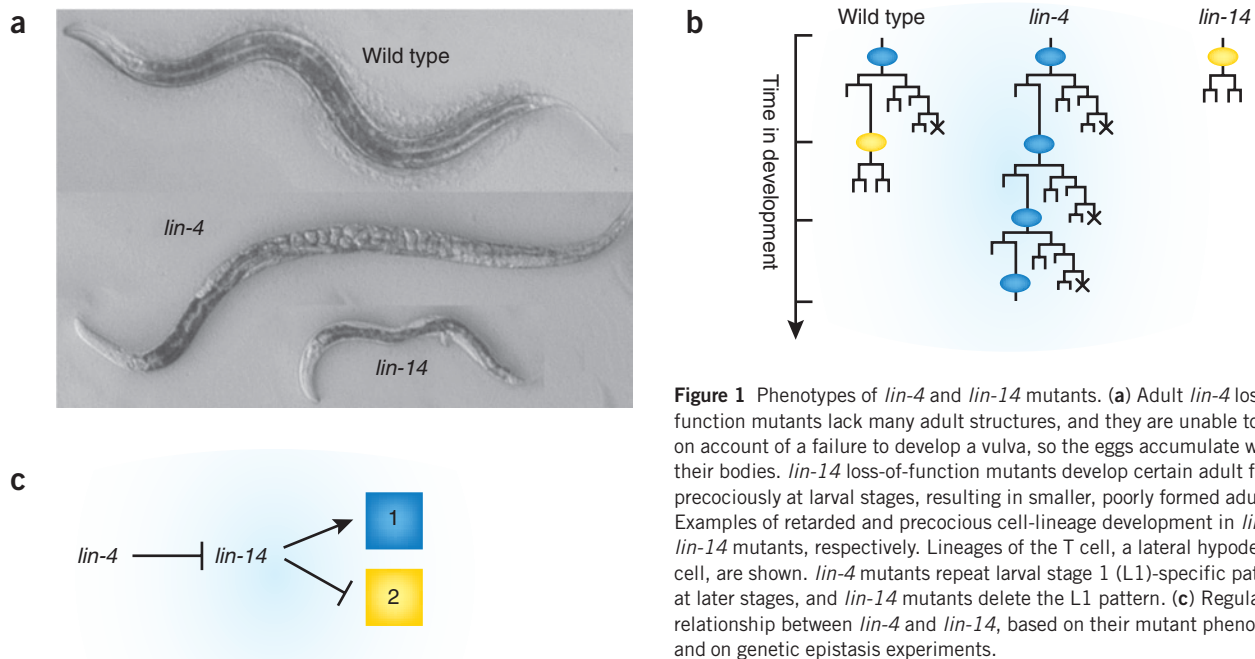 a
Wild type
lin-4
lin-14
b
Wild type
lin-4
lin-14
Time in development
Figure 1 Phenotypes of lin-4 and lin-14 mutants. (a) Adult lin-4 los
function mutants lack many adult structures, and they are unable to
on account of a failure to develop a vulva, so the eggs accumulate w
their bodies. lin-14 loss-of-function mutants develop certain adult f
precociously at larval stages, resulting in smaller, poorly formed adu
Examples of retarded and precocious cell-lineage development in li
lin-14 mutants, respectively. Lineages of the T cell, a lateral hypode
cell, are shown. lin-4 mutants repeat larval stage 1 (L1)-specific pat
at later stages, and lin-14 mutants delete the L1 pattern. (c) Regula
relationship between lin-4 and lin-14, based on their mutant pheno
and on genetic epistasis experiments.
c
lin-4
lin-14
1
2